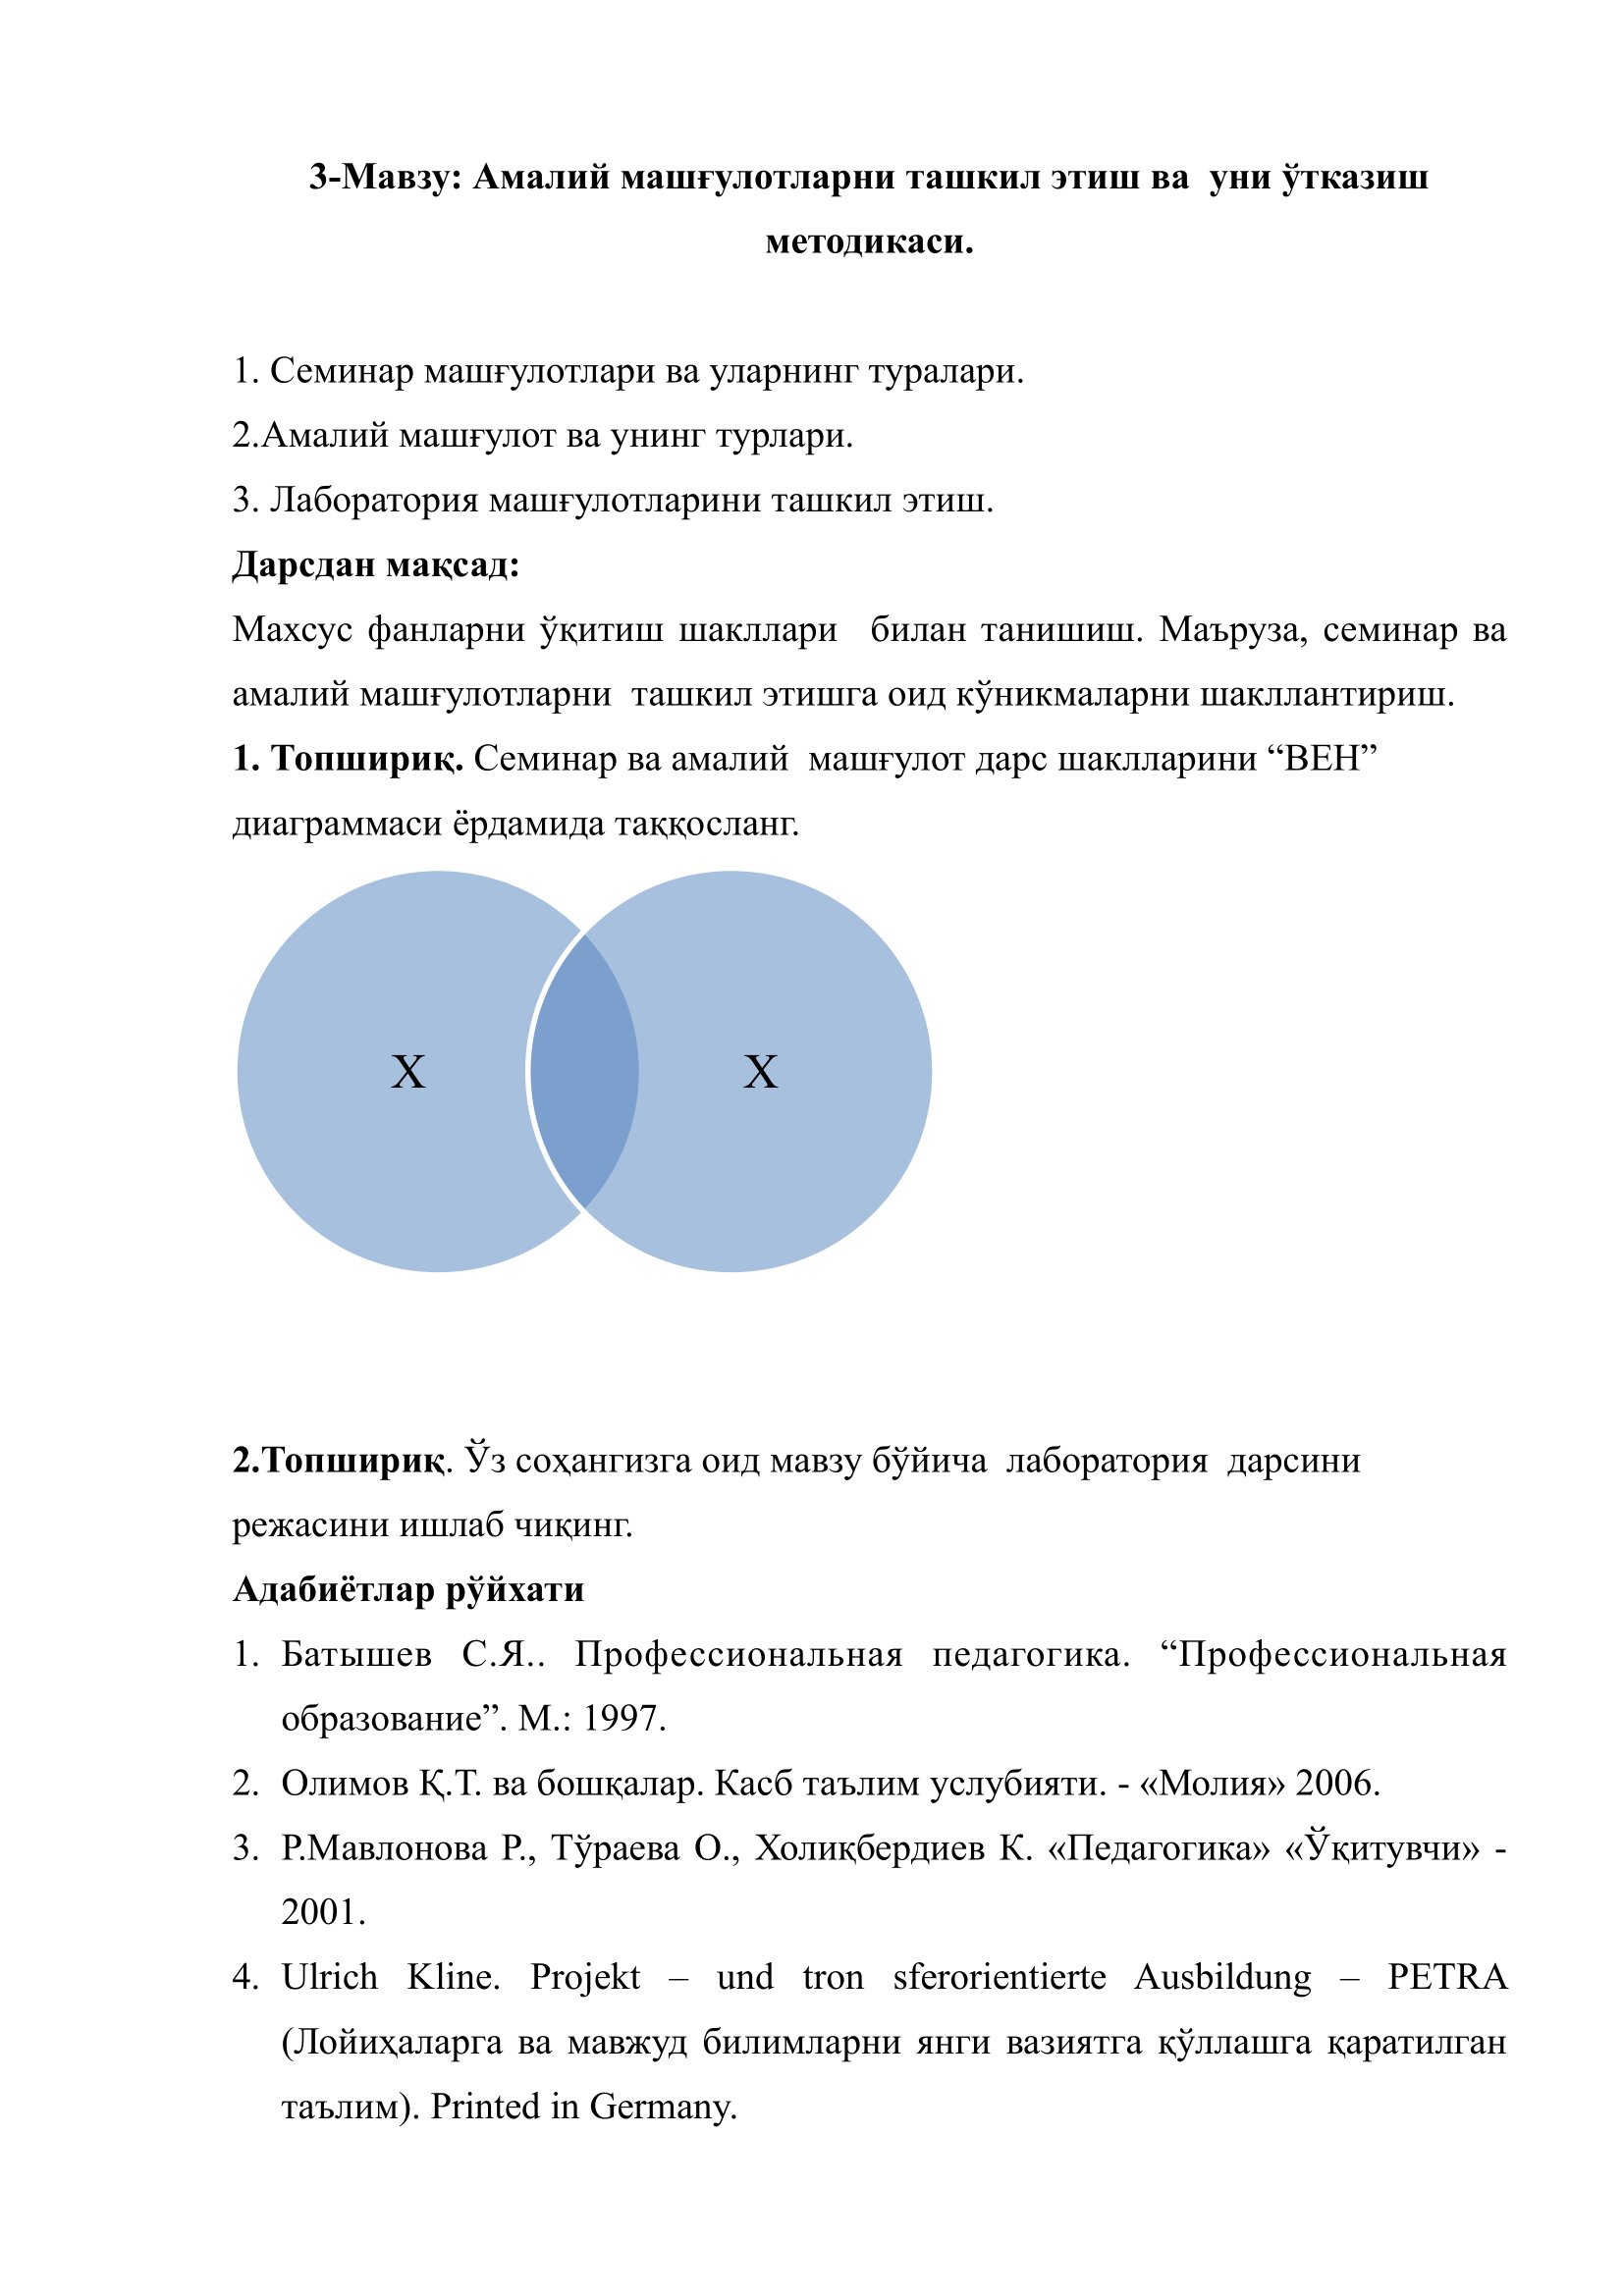 3-Мавзу: Амалий машғулотларни ташкил этиш ва уни ўтказиш
методикаси.
1. Семинар машғулотлари ва уларнинг туралари.
2.Амалий машғулот ва унинг турлари.
3. Лаборатория машғулотларини ташкил этиш.
Дарсдан мақсад:
Махсус фанларни ўқитиш шакллари билан танишиш. Маъруза, семинар ва
амалий машғулотларни ташкил этишга оид кўникмаларни шакллантириш.
1. Топшириқ. Семинар ва амалий машғулот дарс шаклларини “ВЕН”
диаграммаси ёрдамида таққосланг.
Х Х
2.Топшириқ. Ўз соҳангизга оид мавзу бўйича лаборатория дарсини
режасини ишлаб чиқинг.
Адабиётлар рўйхати
1. Батышев С.Я.. Профессиональная педагогика. “Профессиональная
образование”. М.: 1997.
2. Олимов Қ.Т. ва бошқалар. Касб таълим услубияти. - «Молия» 2006.
3. Р.Мавлонова Р., Тўраева О., Холиқбердиев К. «Педагогика» «Ўқитувчи» -
2001.
4. Ulrich Kline. Projekt – und tron sferorientierte Ausbildung – PETRA
(Лойиҳаларга ва мавжуд билимларни янги вазиятга қўллашга қаратилган
таълим). Printed in Germany.